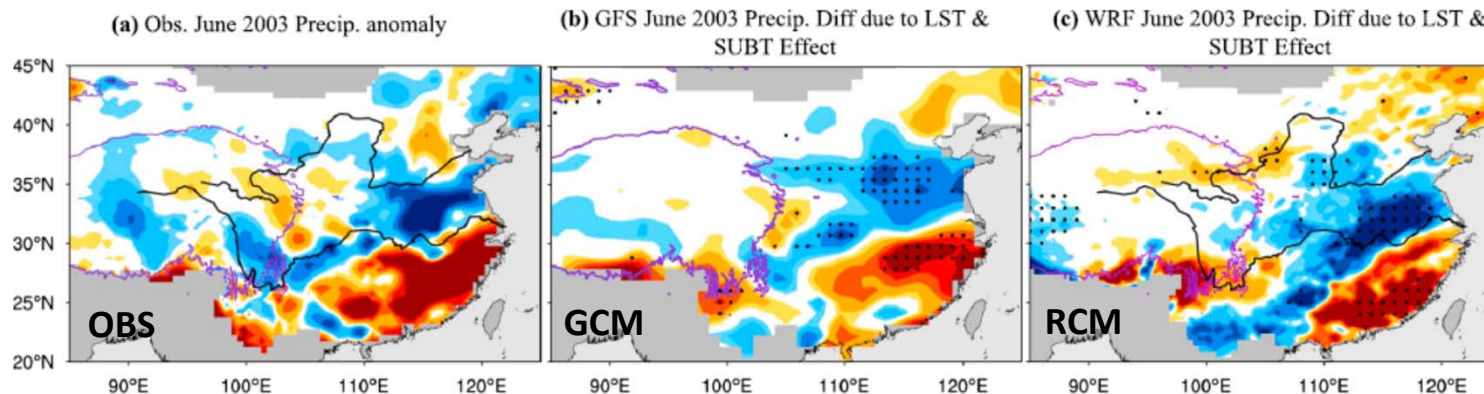 (a) Obs. June 2003 Precip. anomaly
(b) GFS June 2003 Precip. Diff due to LST &
SUBT Effect
(c) WRF June 2003 Precip. Diff due to LST &
SUBT Effect
45°N
40°N
35°N
30°N
25°N
20°N
OBS
GCM
RCM
90°E 100°E 110°E 120°E
90°E 100°E 110°E 120°E
90°E 100°E 110°E 120°E